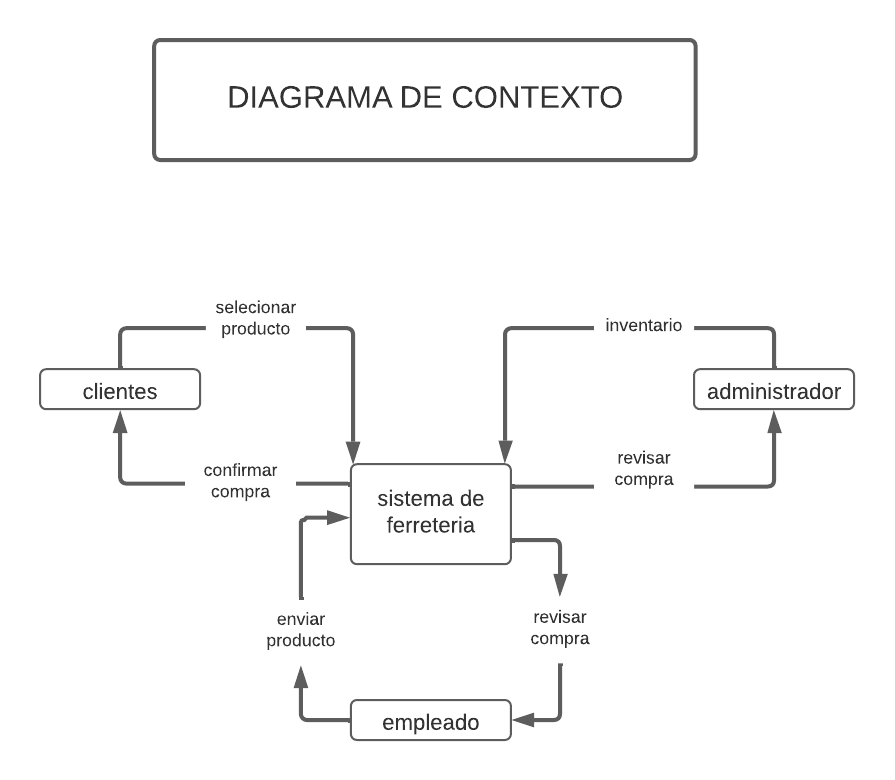 DIAGRAMA DE CONTEXTO
selecionar
producto
inventario
clientes
administrador
confirmar
compra
revisar
compra
sistema de
ferreteria
enviar
producto
revisar
compra
empleado